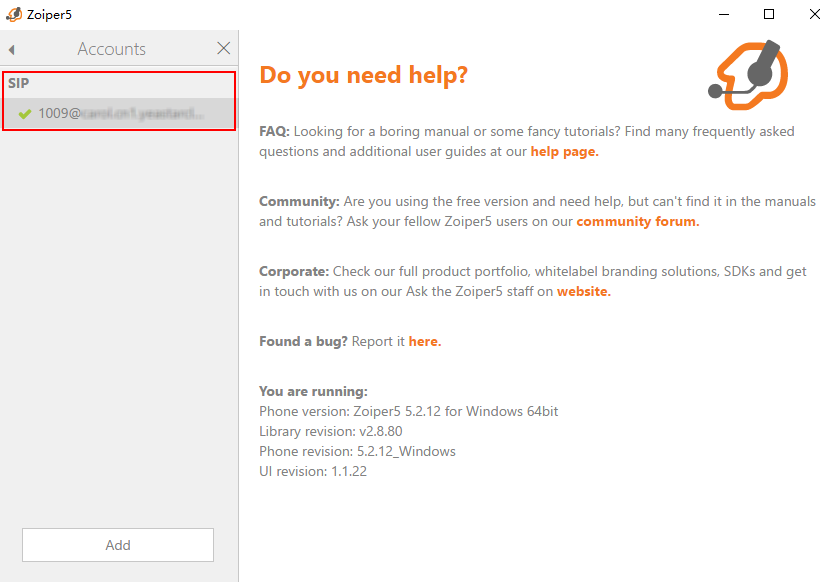 Zoiper5
Accounts
SIP
1009@
Add
Do you need help?
FAQ: Looking for a boring manual or some fancy tutorials? Find many frequently asked
questions and additional user guides at our help page.
Community: Are you using the free version and need help, but can't find it in the manuals
and tutorials? Ask your fellow Zoiper5 users on our community forum.
Corporate: Check our full product portfolio, whitelabel branding solutions, SDKs and get
in touch with us on our Ask the Zoiper5 staff on website.
Found a bug? Report it here.
You are running:
Phone version: Zoiper5 5.2.12 for Windows 64bit
Library revision: v2.8.80
Phone revision: 5.2.12_Windows
UI revision: 1.1.22